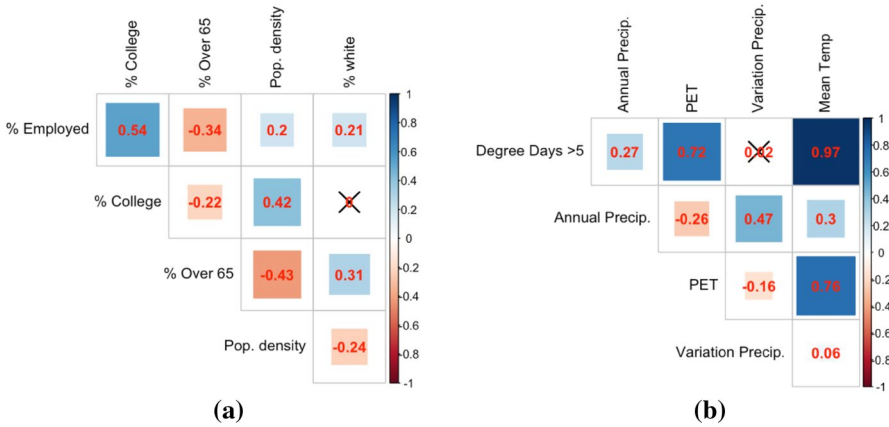 % College
% Over 65
Pop. density
% white
% Employed 0.54 -0.34 0.2 0.21
% College -0.22 0.42 0
% Over 65 -0.43 0.31
Pop. density -0.24
1
0.8
0.6
0.4
0.2
0
-0.2
-0.4
-0.6
-0.8
-1
(a)
Annual Precip.
PET
Variation Precip.
Mean Temp
Degree Days >5 0.27 0.72 0.02 0.97
Annual Precip. -0.26 0.47 0.3
PET -0.16 0.76
Variation Precip. 0.06
1
0.8
0.6
0.4
0.2
0
-0.2
-0.4
-0.6
-0.8
-1
(b)